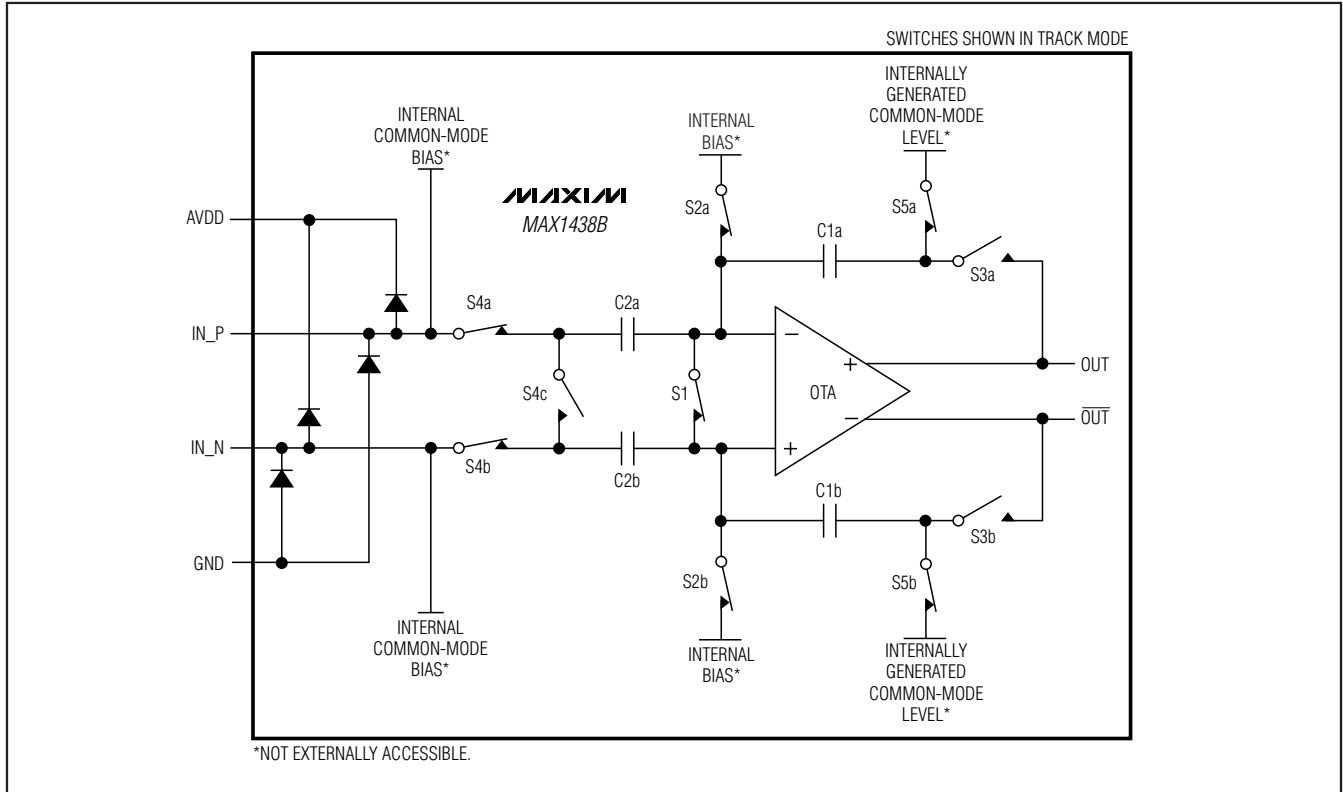 SWITCHES SHOWN IN TRACK MODE
INTERNALLY
GENERATED
COMMON-MODE
LEVEL*
INTERNAL
COMMON-MODE
BIAS*
INTERNAL
BIAS*
MAXIM
MAX1438B
AVDD
S2a
S5a
C1a
S3a
S4a
C2a
IN_P
OUT
S4c
S1
OTA
OUT
IN_N
S4b
C2b
C1b
S3b
GND
S2b
S5b
INTERNAL
COMMON-MODE
BIAS*
INTERNAL
BIAS*
INTERNALLY
GENERATED
COMMON-MODE
LEVEL*
*NOT EXTERNALLY ACCESSIBLE.